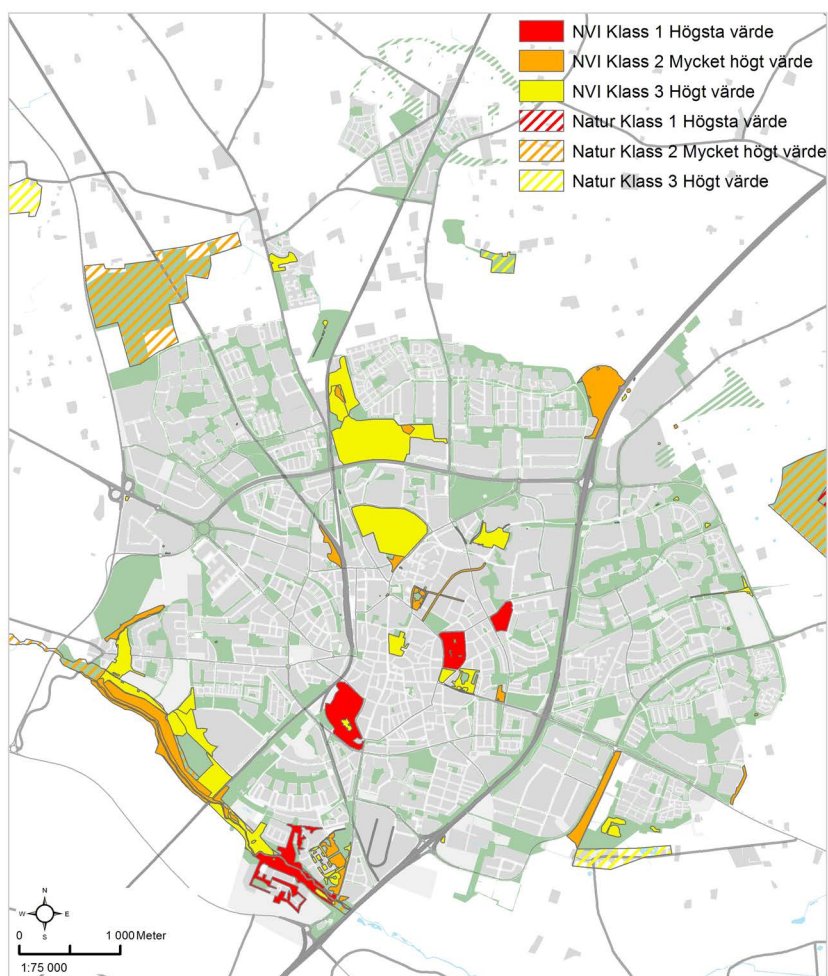 NVI Klass 1 Högsta värde
NVI Klass 2 Mycket högt värde
NVI Klass 3 Högt värde
Natur Klass 1 Högsta värde
Natur Klass 2 Mycket högt värde
Natur Klass 3 Högt värde
N
W E
S
0 1 000 Meter
1:75 000